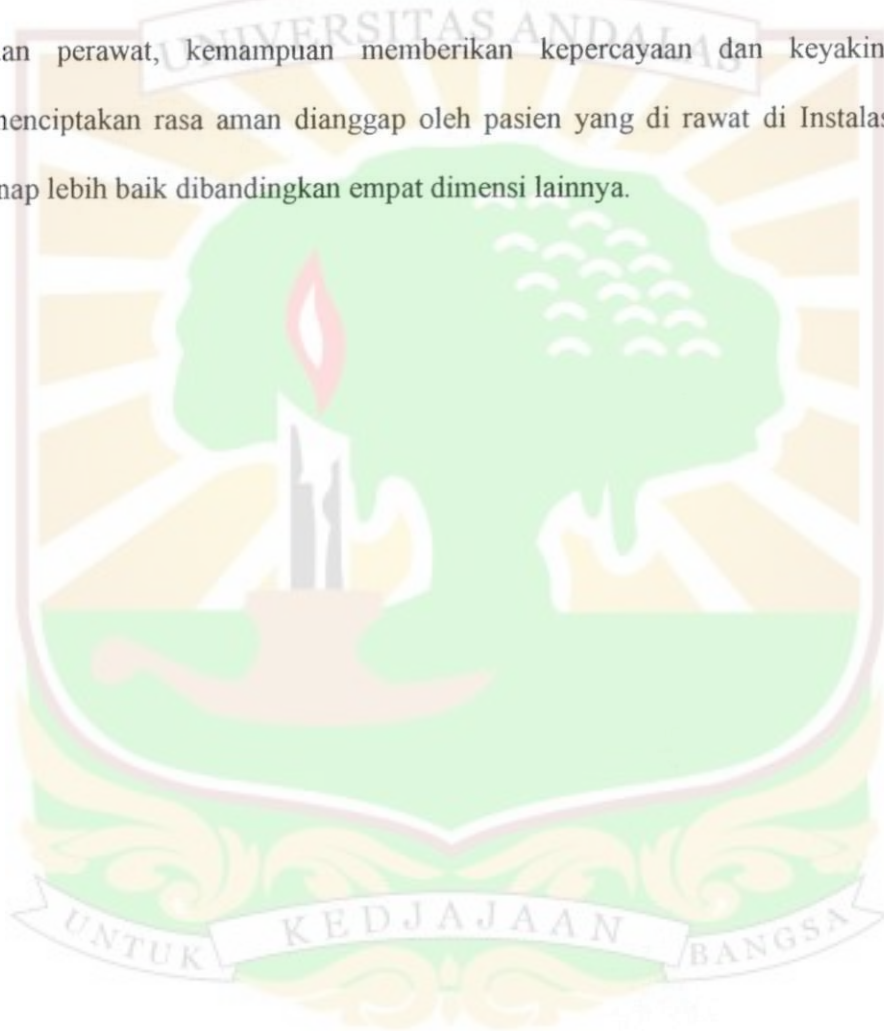 UNIVERSITAS ANDALAS
an perawat, kemampuan memberikan kepercayaan dan keyakin
nenciptakan rasa aman dianggap oleh pasien yang di rawat di Instalas
nap lebih baik dibandingkan empat dimensi lainnya.
UNTUK KEDJAJAAN BANGSA